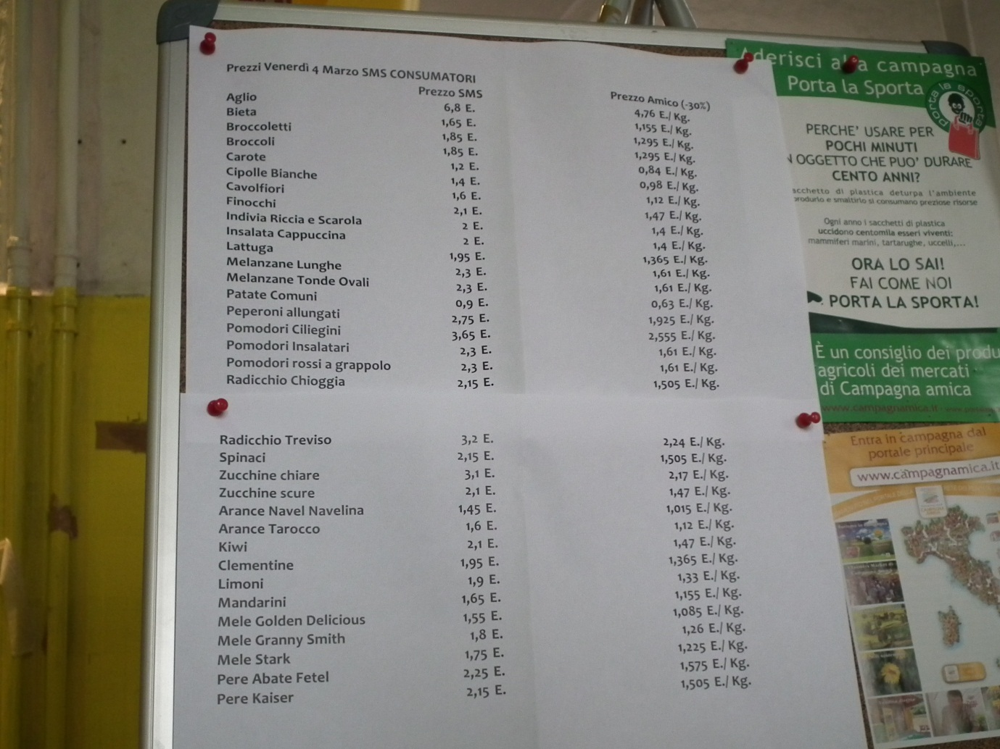 Prezzi Venerdì 4 Marzo SMS CONSUMATORI
Prezzo SMS Prezzo Amico (-30%)
Aglio 6,8 E. 4,76 E./ Kg.
Bieta 1,65 E. 1,155 E./ Kg.
Broccoletti 1,85 E. 1,295 E./ Kg.
Broccoli 1,85 E. 1,295 E./ Kg.
Carote 1,2 E. 0,84 E./ Kg.
Cipolle Bianche 1,4 E. 0,98 E./ Kg.
Cavolfiori 1,6 E. 1,12 E./ Kg.
Finocchi 2,1 E. 1,47 E./ Kg.
Indivia Riccia e Scarola 2 E. 1,4 E./ Kg.
Insalata Cappuccina 2 E. 1,4 E./ Kg.
Lattuga 1,95 E. 1,365 E./ Kg.
Melanzane Lunghe 2,3 E. 1,61 E./ Kg.
Melanzane Tonde Ovali 2,3 E. 1,61 E./ Kg.
Patate Comuni 0,9 E. 0,63 E./ Kg.
Peperoni allungati 2,75 E. 1,925 E./ Kg.
Pomodori Ciliegini 3,65 E. 2,555 E./ Kg.
Pomodori Insalatari 2,3 E. 1,61 E./ Kg.
Pomodori rossi a grappolo 2,3 E. 1,61 E./ Kg.
Radicchio Chioggia 2,15 E. 1,505 E./ Kg.
Radicchio Treviso 3,2 E. 2,24 E./ Kg.
Spinaci 2,15 E. 1,505 E./ Kg.
Zucchine chiare 3,1 E. 2,17 E./ Kg.
Zucchine scure 2,1 E. 1,47 E./ Kg.
Arance Navel Navelina 1,45 E. 1,015 E./ Kg.
Arance Tarocco 1,6 E. 1,12 E./ Kg.
Kiwi 2,1 E. 1,47 E./ Kg.
Clementine 1,95 E. 1,365 E./ Kg.
Limoni 1,9 E. 1,33 E./ Kg.
Mandarini 1,65 E. 1,155 E./ Kg.
Mele Golden Delicious 1,55 E. 1,085 E./ Kg.
Mele Granny Smith 1,8 E. 1,26 E./ Kg.
Mele Stark 1,75 E. 1,225 E./ Kg.
Pere Abate Fetel 2,25 E. 1,575 E./ Kg.
Pere Kaiser 2,15 E. 1,505 E./ Kg.
Aderisci alla campagna
Porta la Sporta
porta la sporta
PERCHE' USARE PER
POCHI MINUTI
OGGETTO CHE PUO' DURARE
CENTO ANNI?
di plastica deturpa l'ambiente
e smaltirlo si consumano preziose risorse
Ogni anno i sacchetti di plastica
uccidono centomila esseri viventi:
mammiferi marini, tartarughe, uccelli,...
ORA LO SAI!
FAI COME NOI
PORTA LA SPORTA!
È un consiglio dei produ
agricoli dei mercati
di Campagna amica
www.campagnamica.it
Entra in campagna dal
portale principale
www.campagnamica.it